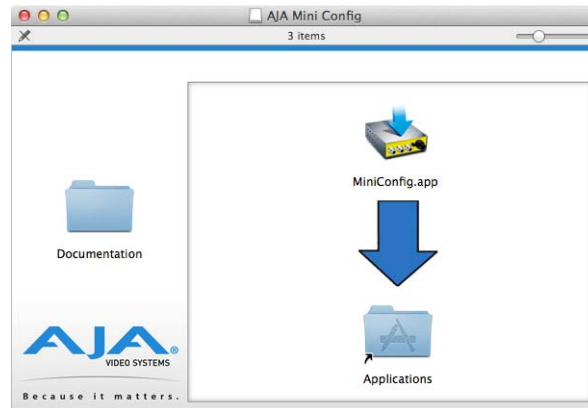 AJA Mini Config
3 items
MiniConfig.app
Documentation
Applications
AJA®
VIDEO SYSTEMS
Because it matters.